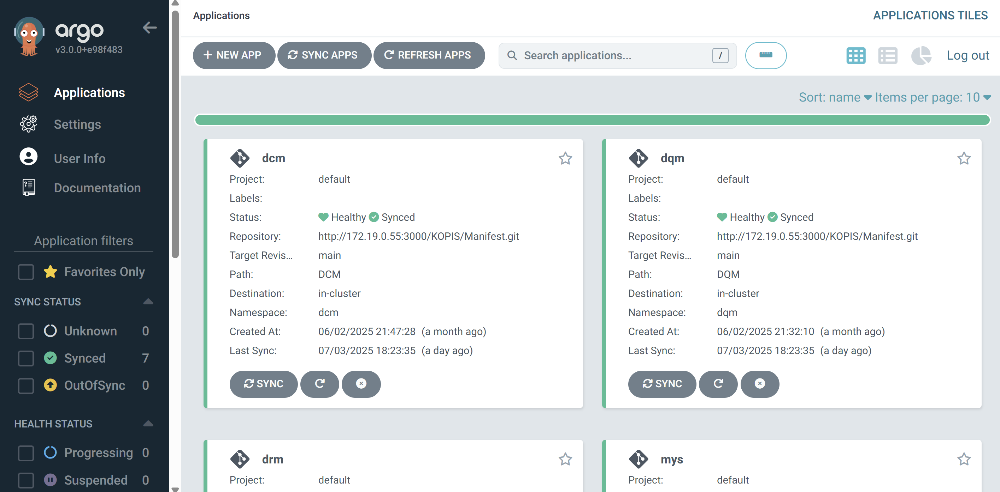 argo
v3.0.0+e98f483
Applications
Settings
User Info
Documentation
Application filters
Favorites Only
SYNC STATUS
Unknown 0
Synced 7
OutOfSync 0
HEALTH STATUS
Progressing 0
Suspended 0
Applications
APPLICATIONS TILES
NEW APP SYNC APPS REFRESH APPS Search applications... / Log out
Sort: name Items per page: 10
dcm
Project: default
Labels:
Status: Healthy Synced
Repository: http://172.19.0.55:3000/KOPIS/Manifest.git
Target Revis... main
Path: DCM
Destination: in-cluster
Namespace: dcm
Created At: 06/02/2025 21:47:28 (a month ago)
Last Sync: 07/03/2025 18:23:35 (a day ago)
SYNC
dqm
Project: default
Labels:
Status: Healthy Synced
Repository: http://172.19.0.55:3000/KOPIS/Manifest.git
Target Revis... main
Path: DQM
Destination: in-cluster
Namespace: dqm
Created At: 06/02/2025 21:32:10 (a month ago)
Last Sync: 07/03/2025 18:23:35 (a day ago)
SYNC
drm
Project: default
mys
Project: default